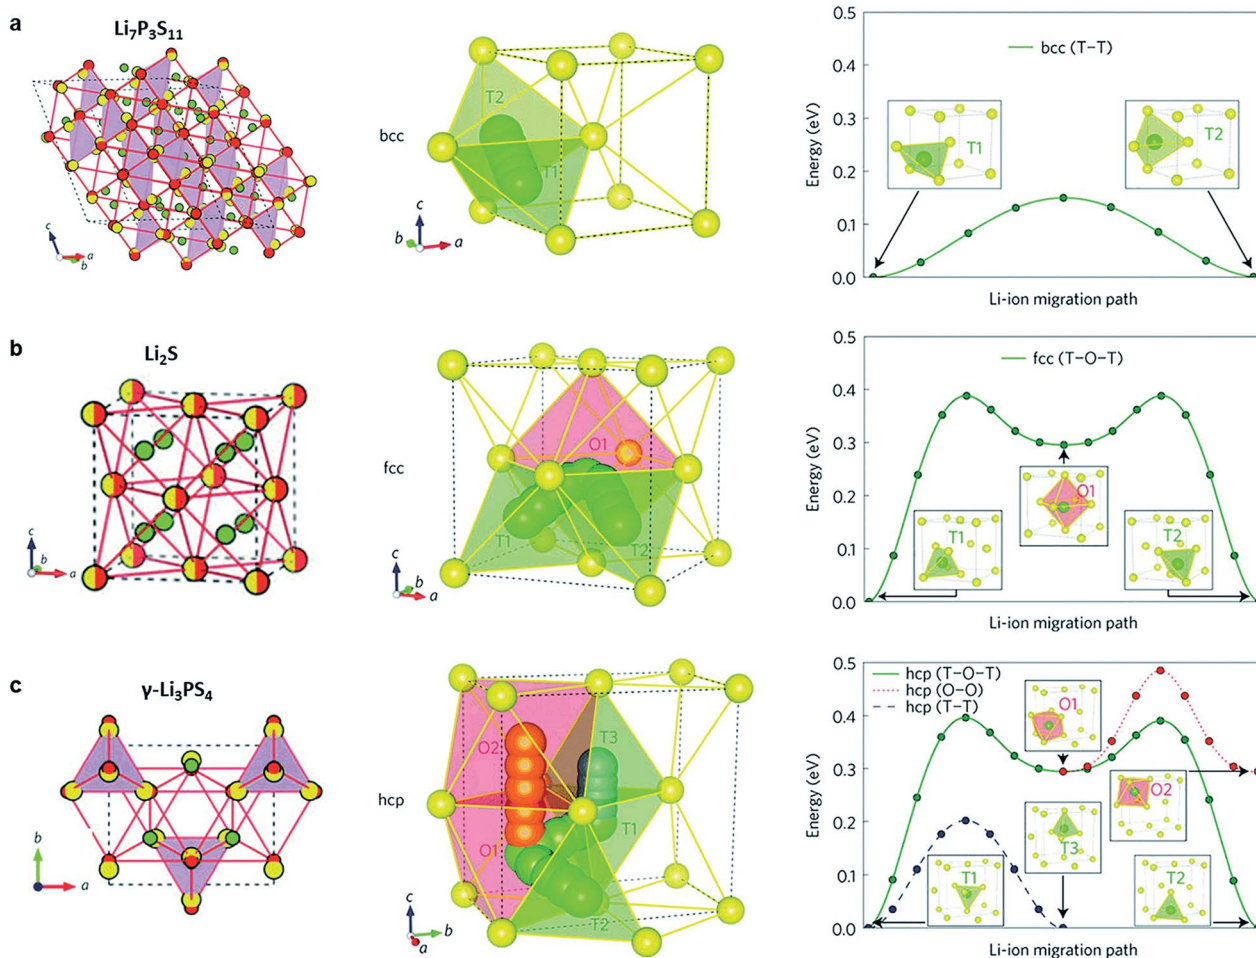 a
Li₇P₃S₁₁
c
a
b
bcc
T2
T1
c
b
a
bcc (T–T)
Energy (eV)
0.5
0.4
0.3
0.2
0.1
0.0
T1
T2
Li-ion migration path
b
Li₂S
c
b
a
fcc
O1
T1
T2
c
b
a
fcc (T–O–T)
Energy (eV)
0.5
0.4
0.3
0.2
0.1
0.0
O1
T1
T2
Li-ion migration path
c
γ-Li₃PS₄
b
a
hcp
O2
T3
T1
O1
T2
c
b
a
hcp (T–O–T)
hcp (O–O)
hcp (T–T)
Energy (eV)
0.5
0.4
0.3
0.2
0.1
0.0
O1
O2
T3
T1
T2
Li-ion migration path